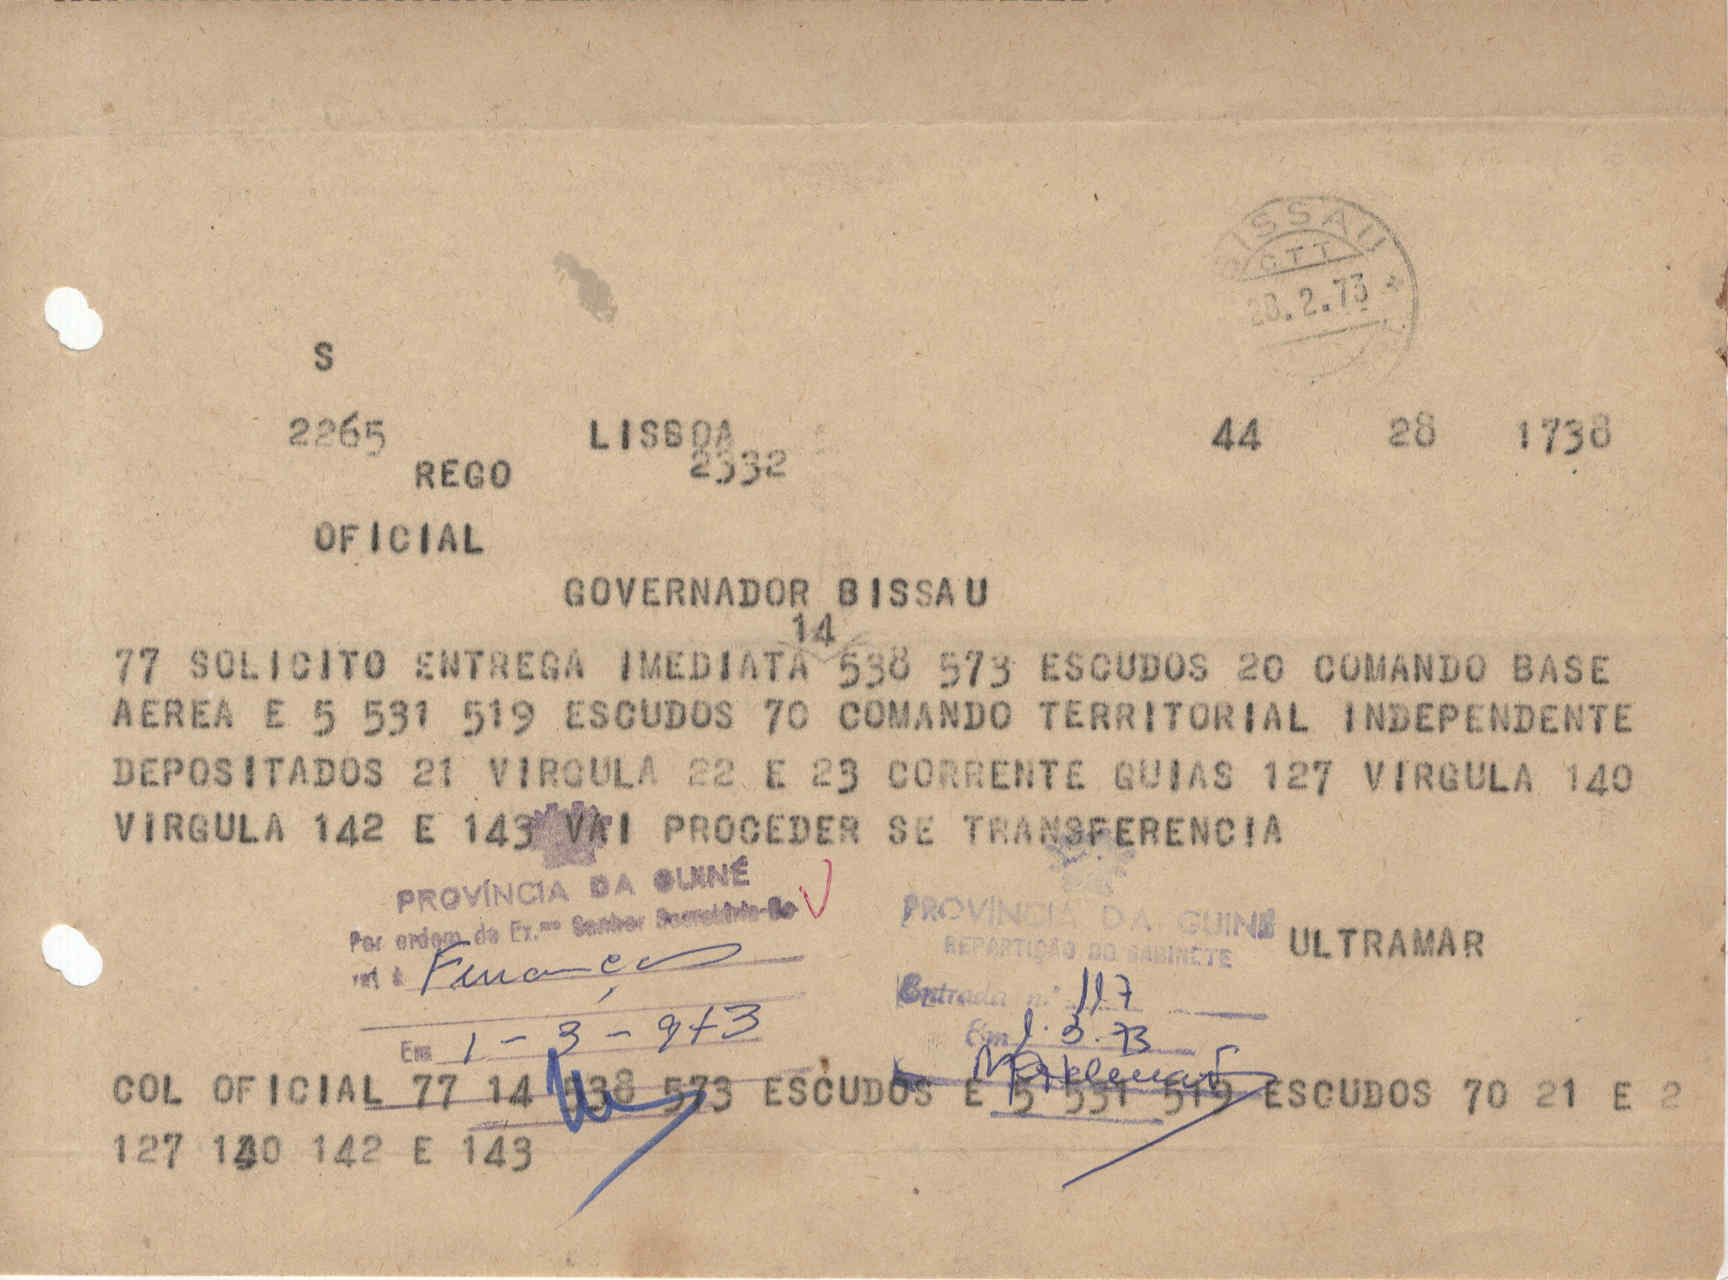 BISSAU
CTT
28.2.73
S
2265 LISBOA 44 28 1738
REGO 2332
OFICIAL
GOVERNADOR BISSAU
14
77 SOLICITO ENTREGA IMEDIATA 538 573 ESCUDOS 20 COMANDO BASE
AEREA E 5 531 519 ESCUDOS 70 COMANDO TERRITORIAL INDEPENDENTE
DEPOSITADOS 21 VIRGULA 22 E 23 CORRENTE GUIAS 127 VIRGULA 140
VIRGULA 142 E 143 VAI PROCEDER SE TRANSFERENCIA
PROVÍNCIA DA GUINÉ
Por ordem de Ex.mo Senhor
Finanças
Em 1-3-973
PROVÍNCIA DA GUINÉ
REPARTIÇÃO DO GABINETE
Entrada n.º 117
Em 1.3.73
ULTRAMAR
COL OFICIAL 77 14 538 573 ESCUDOS E 5 531 519 ESCUDOS 70 21 E 2
127 140 142 E 143